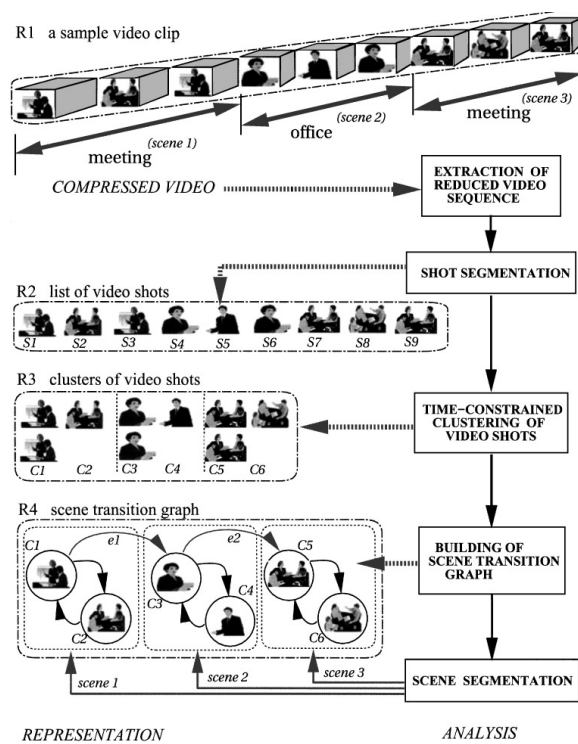 R1 a sample video clip
(scene 1)
(scene 2)
(scene 3)
meeting
office
meeting
COMPRESSED VIDEO
EXTRACTION OF
REDUCED VIDEO
SEQUENCE
SHOT SEGMENTATION
R2 list of video shots
S1 S2 S3 S4 S5 S6 S7 S8 S9
R3 clusters of video shots
C1 C2 C3 C4 C5 C6
TIME-CONSTRAINED
CLUSTERING OF
VIDEO SHOTS
R4 scene transition graph
C1 e1 e2 C5
C3 C4
C2 C6
BUILDING OF
SCENE TRANSITION
GRAPH
scene 1
scene 2
scene 3
SCENE SEGMENTATION
REPRESENTATION
ANALYSIS